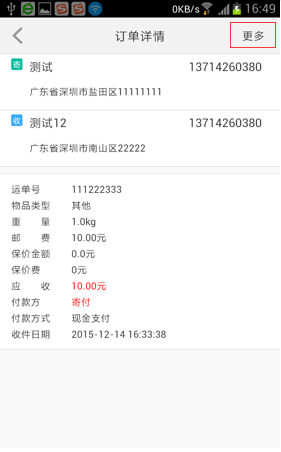 0KB/s 16:49
订单详情 更多
寄 测试 13714260380
广东省深圳市盐田区11111111
收 测试12 13714260380
广东省深圳市南山区22222
运单号 111222333
物品类型 其他
重 量 1.0kg
邮 费 10.00元
保价金额 0.0元
保价费 0元
应 收 10.00元
付款方 寄付
付款方式 现金支付
收件日期 2015-12-14 16:33:38